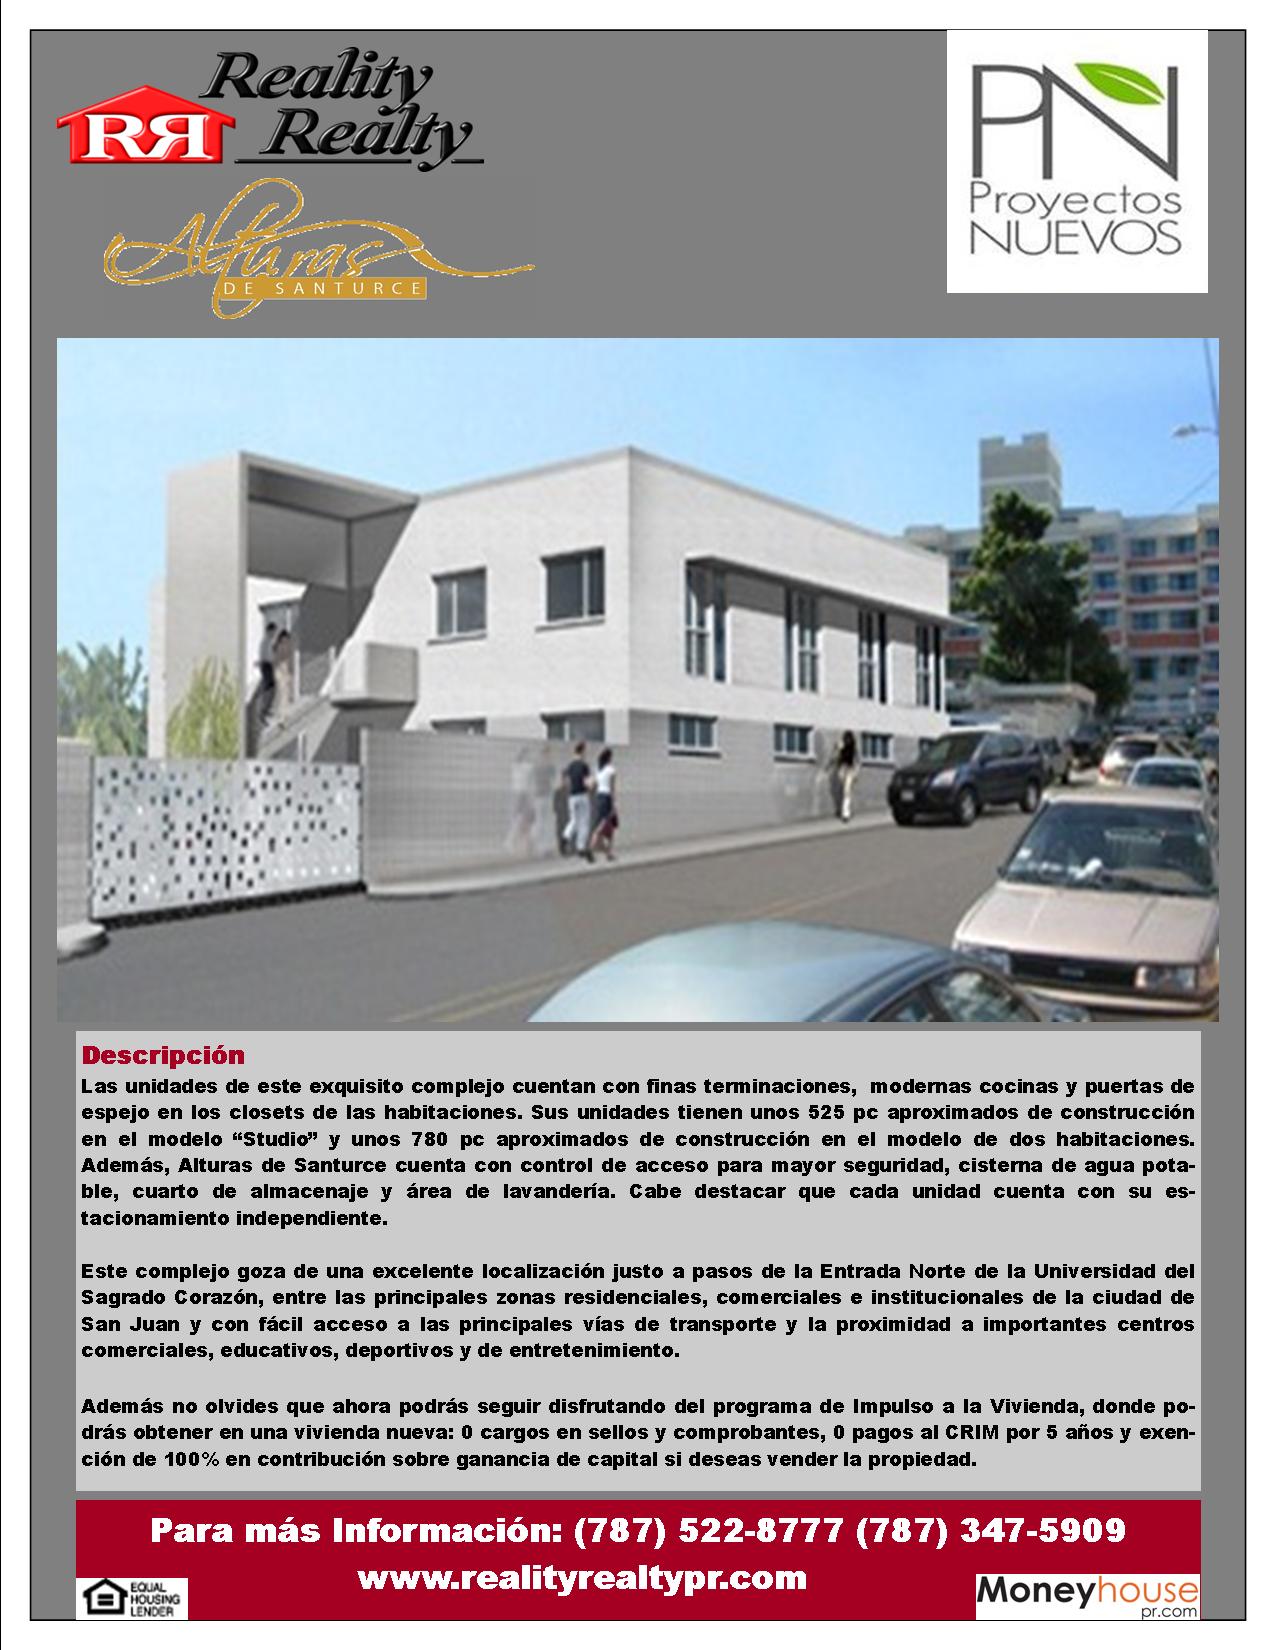 Reality
Realty
RR
Alturas
DE SANTURCE
PN
Proyectos
NUEVOS
Descripción
Las unidades de este exquisito complejo cuentan con finas terminaciones, modernas cocinas y puertas de
espejo en los closets de las habitaciones. Sus unidades tienen unos 525 pc aproximados de construcción
en el modelo “Studio” y unos 780 pc aproximados de construcción en el modelo de dos habitaciones.
Además, Alturas de Santurce cuenta con control de acceso para mayor seguridad, cisterna de agua pota-
ble, cuarto de almacenaje y área de lavandería. Cabe destacar que cada unidad cuenta con su es-
tacionamiento independiente.
Este complejo goza de una excelente localización justo a pasos de la Entrada Norte de la Universidad del
Sagrado Corazón, entre las principales zonas residenciales, comerciales e institucionales de la ciudad de
San Juan y con fácil acceso a las principales vías de transporte y la proximidad a importantes centros
comerciales, educativos, deportivos y de entretenimiento.
Además no olvides que ahora podrás seguir disfrutando del programa de Impulso a la Vivienda, donde po-
drás obtener en una vivienda nueva: 0 cargos en sellos y comprobantes, 0 pagos al CRIM por 5 años y exen-
ción de 100% en contribución sobre ganancia de capital si deseas vender la propiedad.
Para más Información: (787) 522-8777 (787) 347-5909
www.realityrealtypr.com
EQUAL
HOUSING
LENDER
Moneyhouse
pr.com